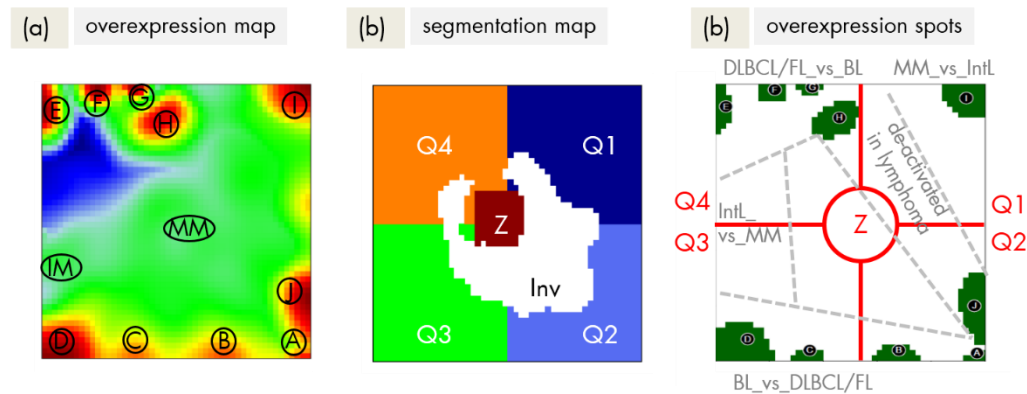 (a) overexpression map
E
F
G
H
I
MM
IM
J
D
C
B
A
(b) segmentation map
Q4
Q1
Z
Inv
Q3
Q2
(b) overexpression spots
DLBCL/FL_vs_BL
MM_vs_IntL
E
F
G
H
I
de-activated
in lymphoma
Q4
Q1
IntL_
vs_MM
Z
Q3
Q2
J
D
C
B
A
BL_vs_DLBCL/FL